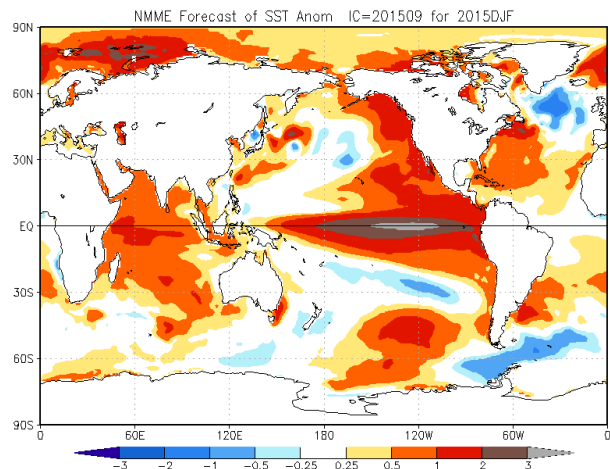 NMME Forecast of SST Anom IC=201509 for 2015DJF
90N
60N
30N
EQ
30S
60S
90S
0 60E 120E 180 120W 60W 0
-3 -2 -1 -0.5 -0.25 0.25 0.5 1 2 3